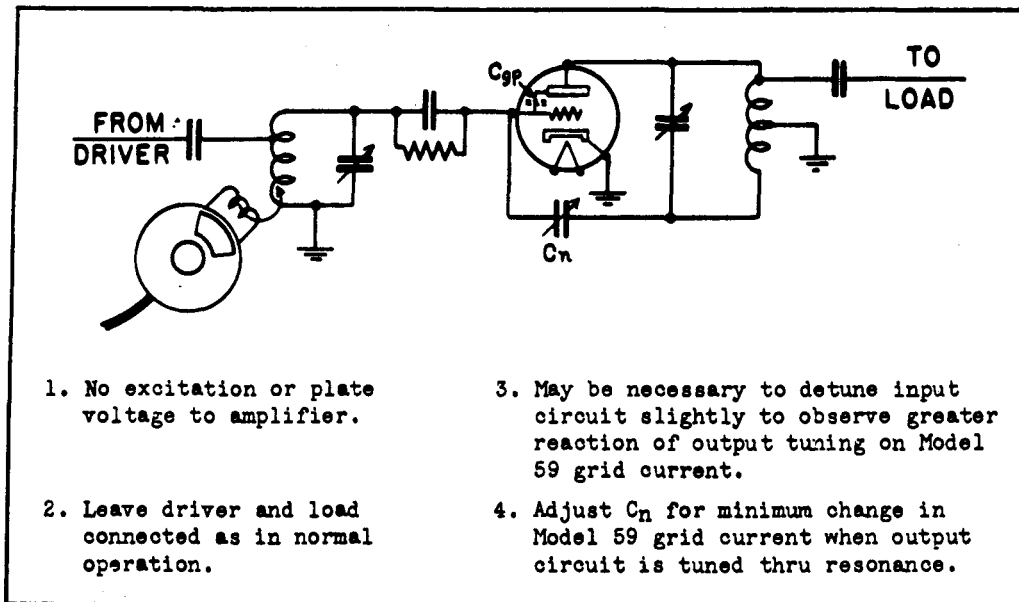 FROM
DRIVER
Cgp
TO
LOAD
Cn
1. No excitation or plate
voltage to amplifier.
2. Leave driver and load
connected as in normal
operation.
3. May be necessary to detune input
circuit slightly to observe greater
reaction of output tuning on Model
59 grid current.
4. Adjust Cn for minimum change in
Model 59 grid current when output
circuit is tuned thru resonance.